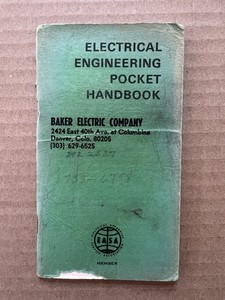 ELECTRICAL
ENGINEERING
POCKET
HANDBOOK
BAKER ELECTRIC COMPANY
2424 East 40th Ave. at Columbine
Denver, Colo. 80205
(303) 629-6525
EASA
MEMBER